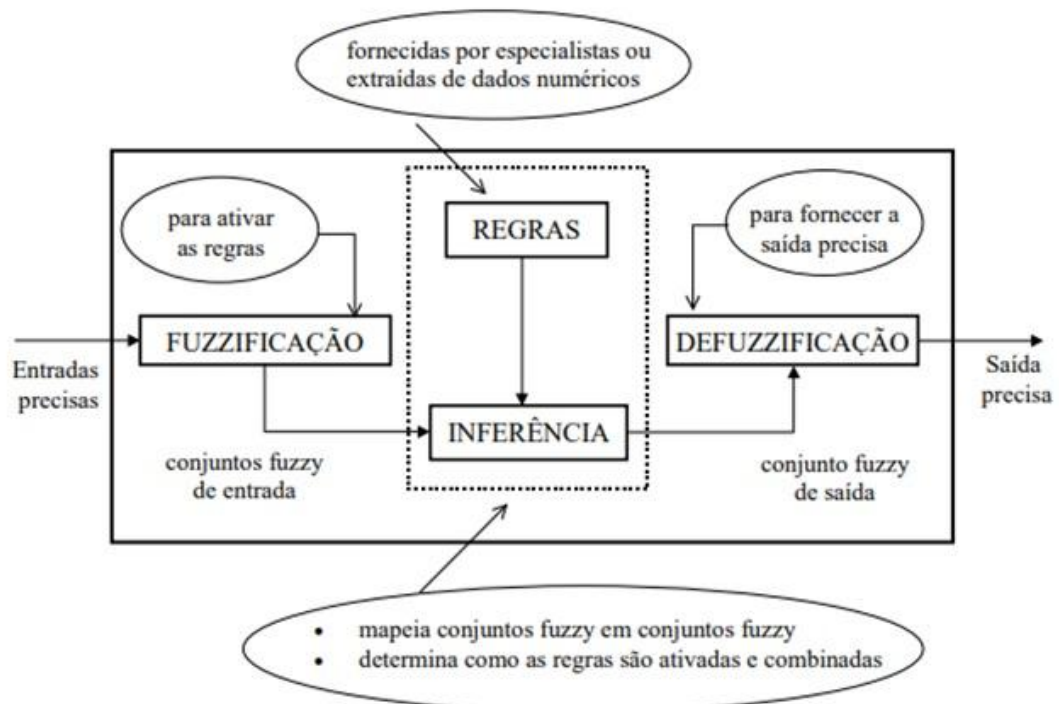 fornecidas por especialistas ou
extraídas de dados numéricos
para ativar
as regras
REGRAS
para fornecer a
saída precisa
FUZZIFICAÇÃO
DEFUZZIFICAÇÃO
Entradas
precisas
Saída
precisa
INFERÊNCIA
conjuntos fuzzy
de entrada
conjunto fuzzy
de saída
• mapeia conjuntos fuzzy em conjuntos fuzzy
• determina como as regras são ativadas e combinadas